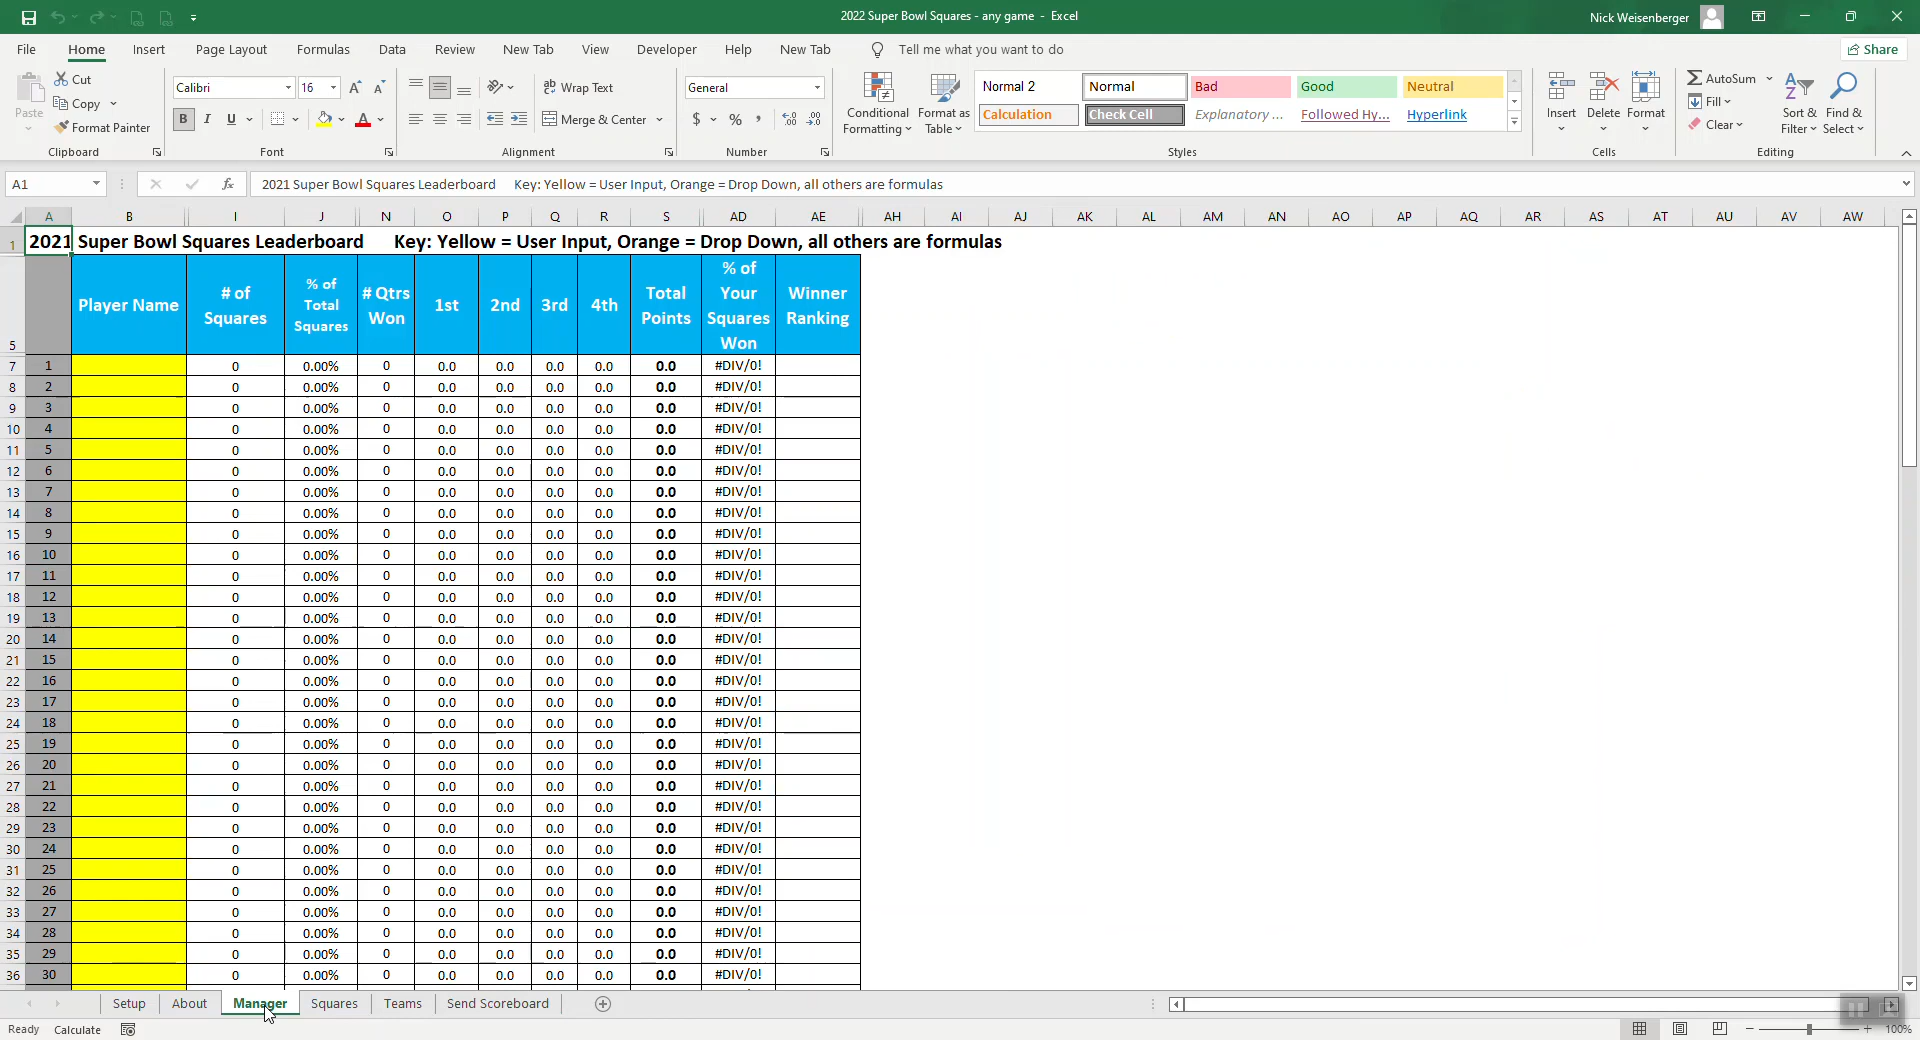 2022 Super Bowl Squares - any game - Excel
Nick Weisenberger
File Home Insert Page Layout Formulas Data Review New Tab View Developer Help New Tab Tell me what you want to do
Share
Paste
Cut
Copy
Format Painter
Clipboard
Calibri 16
B I U
Font
Wrap Text
Merge & Center
Alignment
General
$ % ,
Number
Conditional Formatting
Format as Table
Normal 2 Normal Bad Good Neutral
Calculation Check Cell Explanatory ... Followed Hy... Hyperlink
Styles
Insert Delete Format
Cells
AutoSum
Fill
Clear
Sort & Filter
Find & Select
Editing
A1 fx 2021 Super Bowl Squares Leaderboard Key: Yellow = User Input, Orange = Drop Down, all others are formulas
A B I J N O P Q R S AD AE AH AI AJ AK AL AM AN AO AP AQ AR AS AT AU AV AW
1 2021 Super Bowl Squares Leaderboard Key: Yellow = User Input, Orange = Drop Down, all others are formulas
5 Player Name # of Squares % of Total Squares # Qtrs Won 1st 2nd 3rd 4th Total Points % of Your Squares Won Winner Ranking
7 1 0 0.00% 0 0.0 0.0 0.0 0.0 0.0 #DIV/0!
8 2 0 0.00% 0 0.0 0.0 0.0 0.0 0.0 #DIV/0!
9 3 0 0.00% 0 0.0 0.0 0.0 0.0 0.0 #DIV/0!
10 4 0 0.00% 0 0.0 0.0 0.0 0.0 0.0 #DIV/0!
11 5 0 0.00% 0 0.0 0.0 0.0 0.0 0.0 #DIV/0!
12 6 0 0.00% 0 0.0 0.0 0.0 0.0 0.0 #DIV/0!
13 7 0 0.00% 0 0.0 0.0 0.0 0.0 0.0 #DIV/0!
14 8 0 0.00% 0 0.0 0.0 0.0 0.0 0.0 #DIV/0!
15 9 0 0.00% 0 0.0 0.0 0.0 0.0 0.0 #DIV/0!
16 10 0 0.00% 0 0.0 0.0 0.0 0.0 0.0 #DIV/0!
17 11 0 0.00% 0 0.0 0.0 0.0 0.0 0.0 #DIV/0!
18 12 0 0.00% 0 0.0 0.0 0.0 0.0 0.0 #DIV/0!
19 13 0 0.00% 0 0.0 0.0 0.0 0.0 0.0 #DIV/0!
20 14 0 0.00% 0 0.0 0.0 0.0 0.0 0.0 #DIV/0!
21 15 0 0.00% 0 0.0 0.0 0.0 0.0 0.0 #DIV/0!
22 16 0 0.00% 0 0.0 0.0 0.0 0.0 0.0 #DIV/0!
23 17 0 0.00% 0 0.0 0.0 0.0 0.0 0.0 #DIV/0!
24 18 0 0.00% 0 0.0 0.0 0.0 0.0 0.0 #DIV/0!
25 19 0 0.00% 0 0.0 0.0 0.0 0.0 0.0 #DIV/0!
26 20 0 0.00% 0 0.0 0.0 0.0 0.0 0.0 #DIV/0!
27 21 0 0.00% 0 0.0 0.0 0.0 0.0 0.0 #DIV/0!
28 22 0 0.00% 0 0.0 0.0 0.0 0.0 0.0 #DIV/0!
29 23 0 0.00% 0 0.0 0.0 0.0 0.0 0.0 #DIV/0!
30 24 0 0.00% 0 0.0 0.0 0.0 0.0 0.0 #DIV/0!
31 25 0 0.00% 0 0.0 0.0 0.0 0.0 0.0 #DIV/0!
32 26 0 0.00% 0 0.0 0.0 0.0 0.0 0.0 #DIV/0!
33 27 0 0.00% 0 0.0 0.0 0.0 0.0 0.0 #DIV/0!
34 28 0 0.00% 0 0.0 0.0 0.0 0.0 0.0 #DIV/0!
35 29 0 0.00% 0 0.0 0.0 0.0 0.0 0.0 #DIV/0!
36 30 0 0.00% 0 0.0 0.0 0.0 0.0 0.0 #DIV/0!
Setup About Manager Squares Teams Send Scoreboard
Ready Calculate 100%